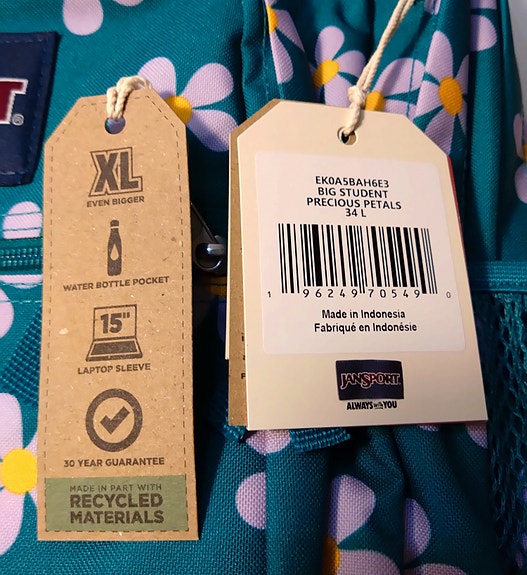 T®
XL
EVEN BIGGER
WATER BOTTLE POCKET
15"
LAPTOP SLEEVE
30 YEAR GUARANTEE
MADE IN PART WITH
RECYCLED
MATERIALS
EK0A5BAH6E3
BIG STUDENT
PRECIOUS PETALS
34 L
1 96249 70549 0
Made in Indonesia
Fabriqué en Indonésie
JANSPORT
ALWAYS with YOU